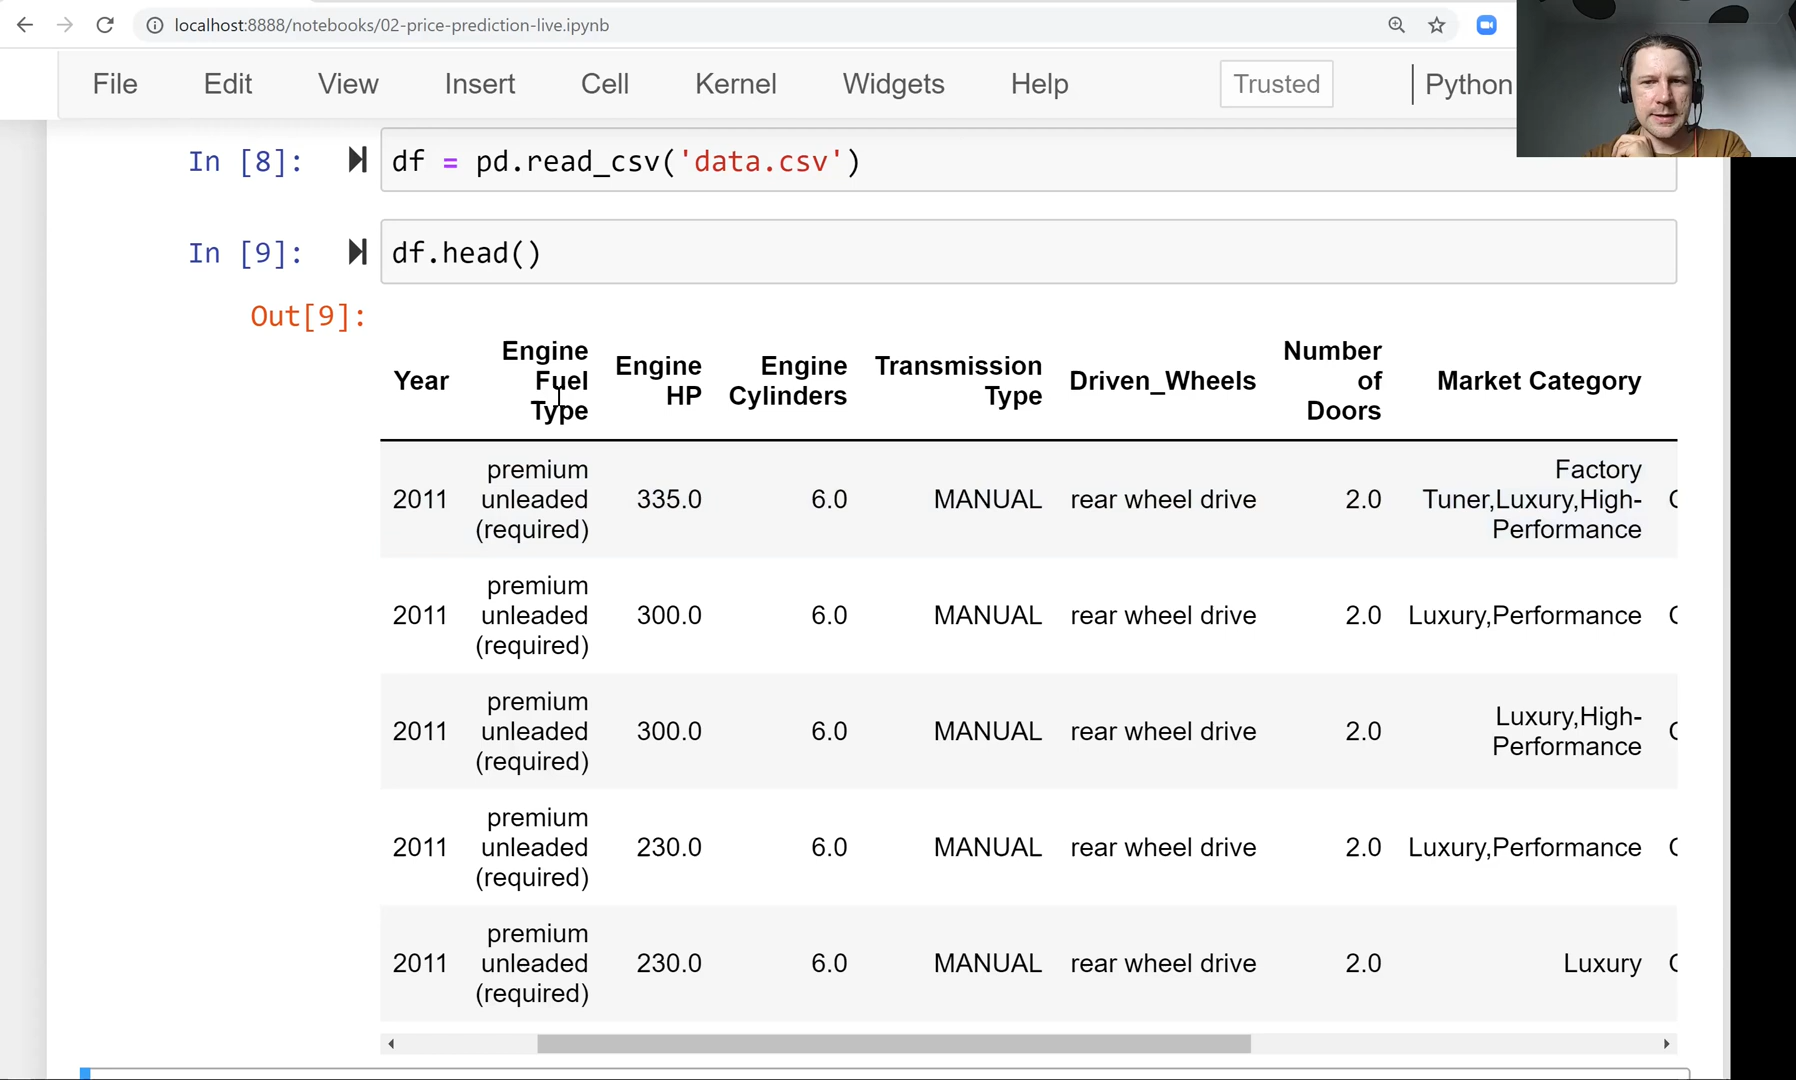 localhost:8888/notebooks/02-price-prediction-live.ipynb
File Edit View Insert Cell Kernel Widgets Help Trusted Python
In [8]: df = pd.read_csv('data.csv')
In [9]: df.head()
Out[9]:
Year Engine Fuel Type Engine HP Engine Cylinders Transmission Type Driven_Wheels Number of Doors Market Category
2011 premium unleaded (required) 335.0 6.0 MANUAL rear wheel drive 2.0 Factory Tuner,Luxury,High-Performance
2011 premium unleaded (required) 300.0 6.0 MANUAL rear wheel drive 2.0 Luxury,Performance
2011 premium unleaded (required) 300.0 6.0 MANUAL rear wheel drive 2.0 Luxury,High-Performance
2011 premium unleaded (required) 230.0 6.0 MANUAL rear wheel drive 2.0 Luxury,Performance
2011 premium unleaded (required) 230.0 6.0 MANUAL rear wheel drive 2.0 Luxury